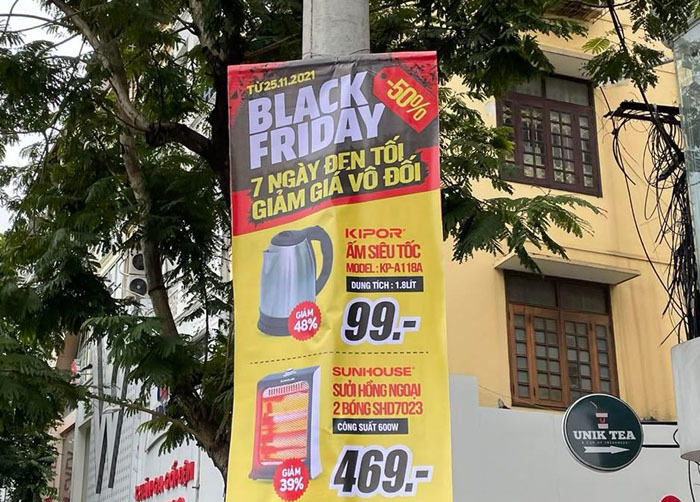 TỪ 25.11.2021
BLACK
FRIDAY
-50%
7 NGÀY ĐEN TỐI
GIẢM GIÁ VÔ ĐỐI
KIPOR
ẤM SIÊU TỐC
MODEL : KP-A118A
DUNG TÍCH : 1.8LÍT
GIẢM
48%
99.-
SUNHOUSE
SƯỞI HỒNG NGOẠI
2 BÓNG SHD7023
CÔNG SUẤT 600W
GIẢM
39%
469.-
UNIK TEA